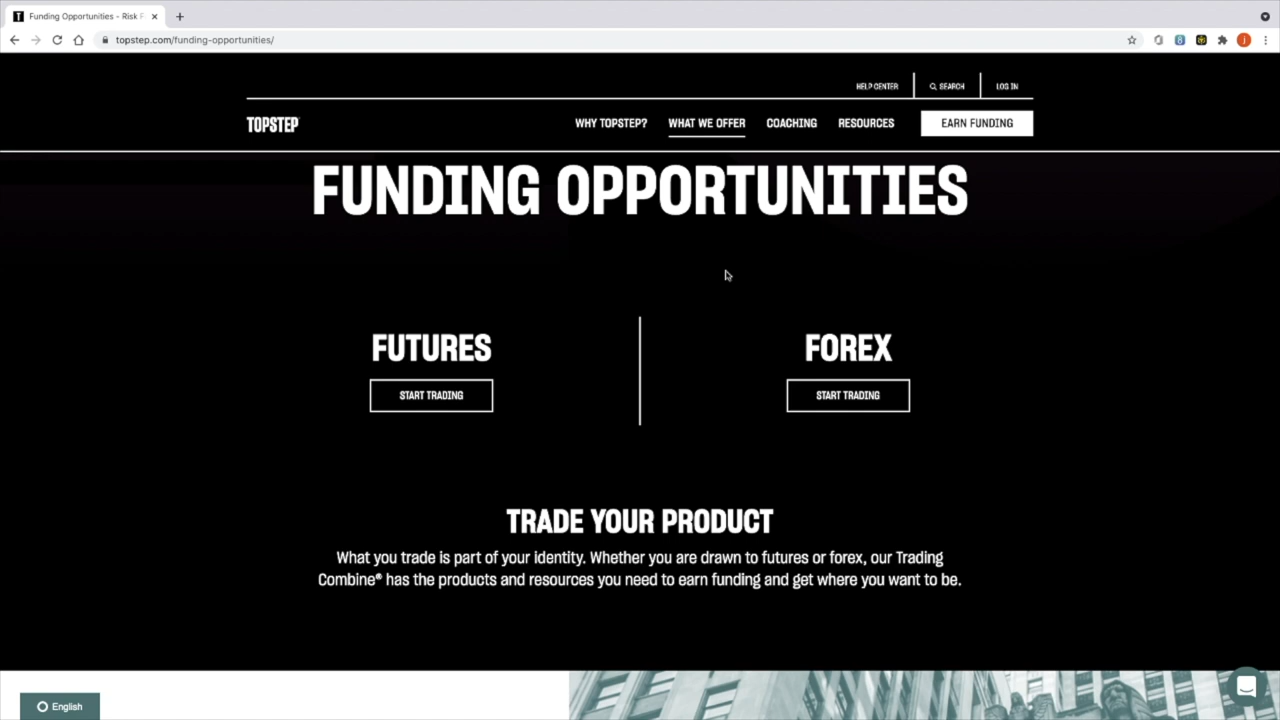 Funding Opportunities - Risk F
topstep.com/funding-opportunities/
HELP CENTER
SEARCH
LOG IN
TOPSTEP
WHY TOPSTEP?
WHAT WE OFFER
COACHING
RESOURCES
EARN FUNDING
FUNDING OPPORTUNITIES
FUTURES
FOREX
START TRADING
START TRADING
TRADE YOUR PRODUCT
What you trade is part of your identity. Whether you are drawn to futures or forex, our Trading
Combine® has the products and resources you need to earn funding and get where you want to be.
English